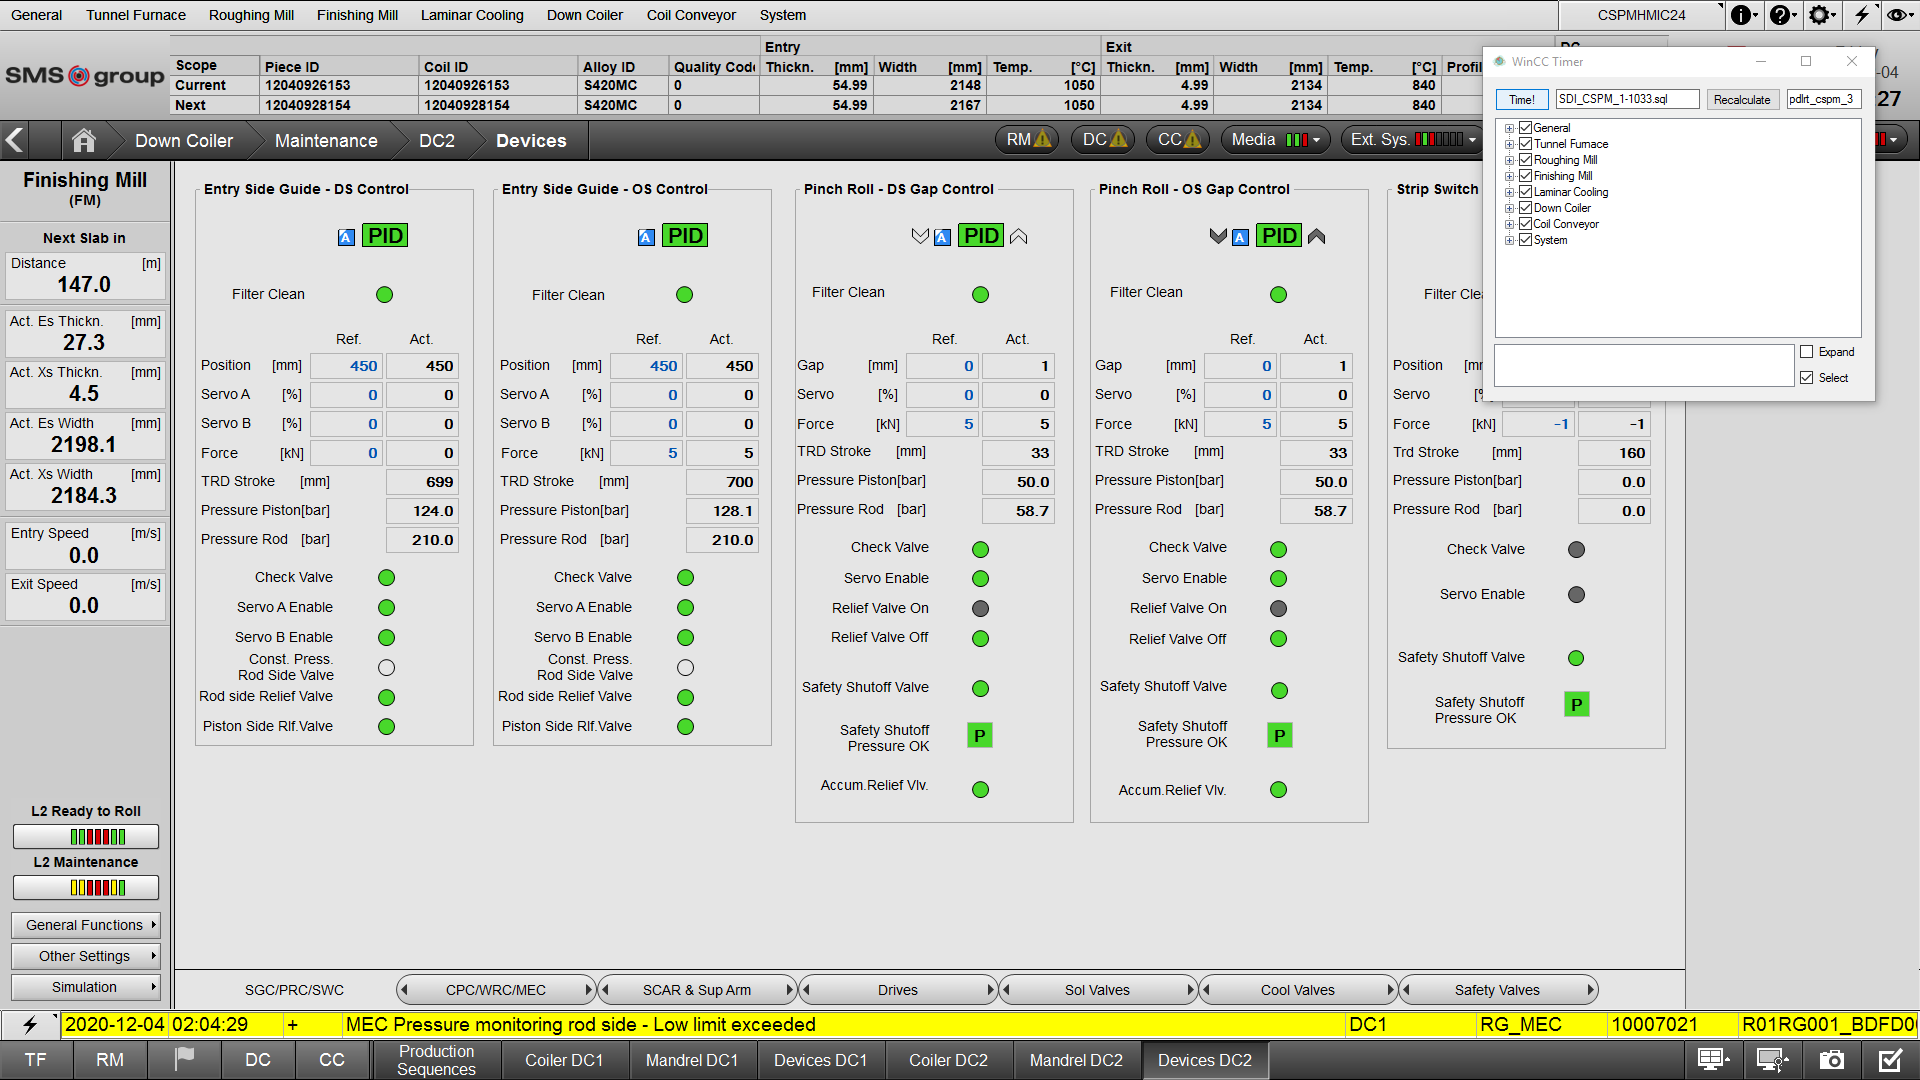 General Tunnel Furnace Roughing Mill Finishing Mill Laminar Cooling Down Coiler Coil Conveyor System CSPMHMIC24
Entry Exit
SMS group
Scope Piece ID Coil ID Alloy ID Quality Code Thickn. [mm] Width [mm] Temp. [°C] Thickn. [mm] Width [mm] Temp. [°C]
Current 12040926153 12040926153 S420MC 0 54.99 2148 1050 4.99 2134 840
Next 12040928154 12040928154 S420MC 0 54.99 2167 1050 4.99 2134 840
-04
27
Down Coiler Maintenance DC2 Devices RM DC CC Media Ext. Sys.
WinCC Timer
Time! SDI_CSPM_1-1033.sql Recalculate pdlrt_cspm_3
General
Tunnel Furnace
Roughing Mill
Finishing Mill
Laminar Cooling
Down Coiler
Coil Conveyor
System
Expand
Select
Finishing Mill
(FM)
Next Slab in
Distance [m]
147.0
Act. Es Thickn. [mm]
27.3
Act. Xs Thickn. [mm]
4.5
Act. Es Width [mm]
2198.1
Act. Xs Width [mm]
2184.3
Entry Speed [m/s]
0.0
Exit Speed [m/s]
0.0
L2 Ready to Roll
L2 Maintenance
General Functions
Other Settings
Simulation
Entry Side Guide - DS Control
A PID
Filter Clean
Ref. Act.
Position [mm] 450 450
Servo A [%] 0 0
Servo B [%] 0 0
Force [kN] 0 0
TRD Stroke [mm] 699
Pressure Piston[bar] 124.0
Pressure Rod [bar] 210.0
Check Valve
Servo A Enable
Servo B Enable
Const. Press.
Rod Side Valve
Rod side Relief Valve
Piston Side Rlf.Valve
Entry Side Guide - OS Control
A PID
Filter Clean
Ref. Act.
Position [mm] 450 450
Servo A [%] 0 0
Servo B [%] 0 0
Force [kN] 5 5
TRD Stroke [mm] 700
Pressure Piston[bar] 128.1
Pressure Rod [bar] 210.0
Check Valve
Servo A Enable
Servo B Enable
Const. Press.
Rod Side Valve
Rod side Relief Valve
Piston Side Rlf.Valve
Pinch Roll - DS Gap Control
A PID
Filter Clean
Ref. Act.
Gap [mm] 0 1
Servo [%] 0 0
Force [kN] 5 5
TRD Stroke [mm] 33
Pressure Piston[bar] 50.0
Pressure Rod [bar] 58.7
Check Valve
Servo Enable
Relief Valve On
Relief Valve Off
Safety Shutoff Valve
Safety Shutoff
Pressure OK P
Accum.Relief Vlv.
Pinch Roll - OS Gap Control
A PID
Filter Clean
Ref. Act.
Gap [mm] 0 1
Servo [%] 0 0
Force [kN] 5 5
TRD Stroke [mm] 33
Pressure Piston[bar] 50.0
Pressure Rod [bar] 58.7
Check Valve
Servo Enable
Relief Valve On
Relief Valve Off
Safety Shutoff Valve
Safety Shutoff
Pressure OK P
Accum.Relief Vlv.
Strip Switch
Filter
Position
Servo [%]
Force [kN] -1 -1
Trd Stroke [mm] 160
Pressure Piston[bar] 0.0
Pressure Rod [bar] 0.0
Check Valve
Servo Enable
Safety Shutoff Valve
Safety Shutoff
Pressure OK P
SGC/PRC/SWC CPC/WRC/MEC SCAR & Sup Arm Drives Sol Valves Cool Valves Safety Valves
2020-12-04 02:04:29 + MEC Pressure monitoring rod side - Low limit exceeded DC1 RG_MEC 10007021 R01RG001_BDFD0
TF RM DC CC Production Sequences Coiler DC1 Mandrel DC1 Devices DC1 Coiler DC2 Mandrel DC2 Devices DC2